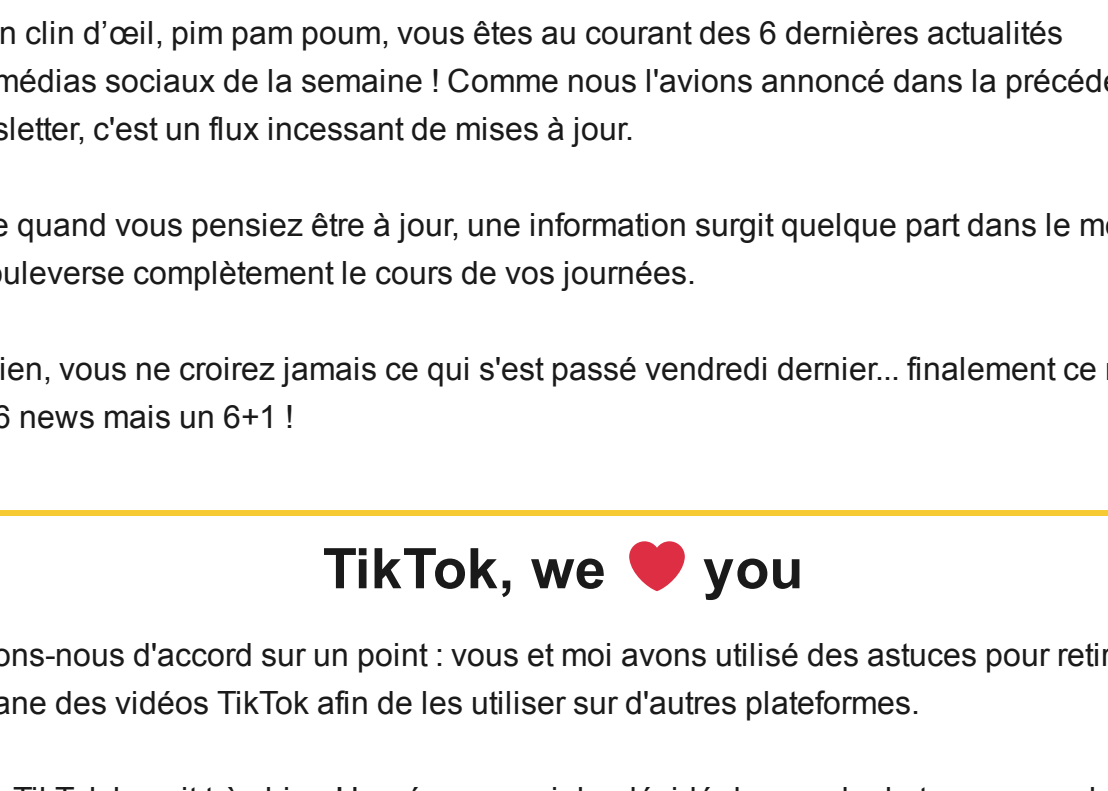 n clin d’œil, pim pam poum, vous êtes au courant des 6 dernières actualités
médias sociaux de la semaine ! Comme nous l'avions annoncé dans la précéde
sletter, c'est un flux incessant de mises à jour.
e quand vous pensiez être à jour, une information surgit quelque part dans le m
ouleverse complètement le cours de vos journées.
ien, vous ne croirez jamais ce qui s'est passé vendredi dernier... finalement ce
6 news mais un 6+1 !
TikTok, we ❤ you
ons-nous d'accord sur un point : vous et moi avons utilisé des astuces pour retir
ane des vidéos TikTok afin de les utiliser sur d'autres plateformes.